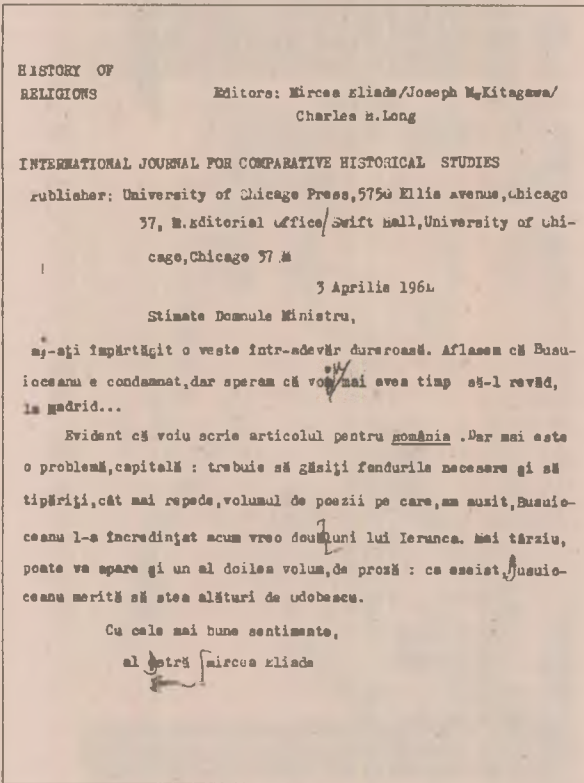 HISTORY OF
RELIGIONS
Editors: Mircea Eliade/Joseph M.Kitagawa/
Charles H.Long
INTERNATIONAL JOURNAL FOR COMPARATIVE HISTORICAL STUDIES
Publisher: University of Chicago Press,5750 Ellis Avenue,Chicago
37, Editorial Office/ Swift Hall,University of Chi-
cago,Chicago 37
3 Aprilie 1961
Stimate Domnule Ministru,
Mi-ați împărtășit o veste într-adevăr dureroasă. Aflasem că Busu-
ioceanu e condamnat,dar speram că voiu mai avea timp să-l revăd,
la Madrid...
Evident că voiu scrie articolul pentru România .Dar mai este
o problemă,capitală : trebuie să găsiți fondurile necesare și să
tipăriți,cât mai repede,volumul de poezii pe care,am auzit,Busuio-
ceanu l-a încredințat acum vreo două luni lui Ierunca. Mai târziu,
poate va apare și un al doilea volum,de proză : ca eseist,Busuio-
ceanu merită să stea alături de Odobescu.
Cu cele mai bune sentimente,
al Dstră Mircea Eliade